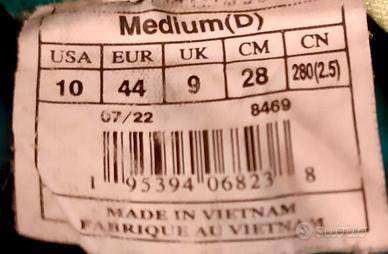 Medium(D)
USA EUR UK CM CN
10 44 9 28 280(2.5)
07/22 8469
1 95394 06823 8
MADE IN VIETNAM
FABRIQUE AU VIETNAM
Subito